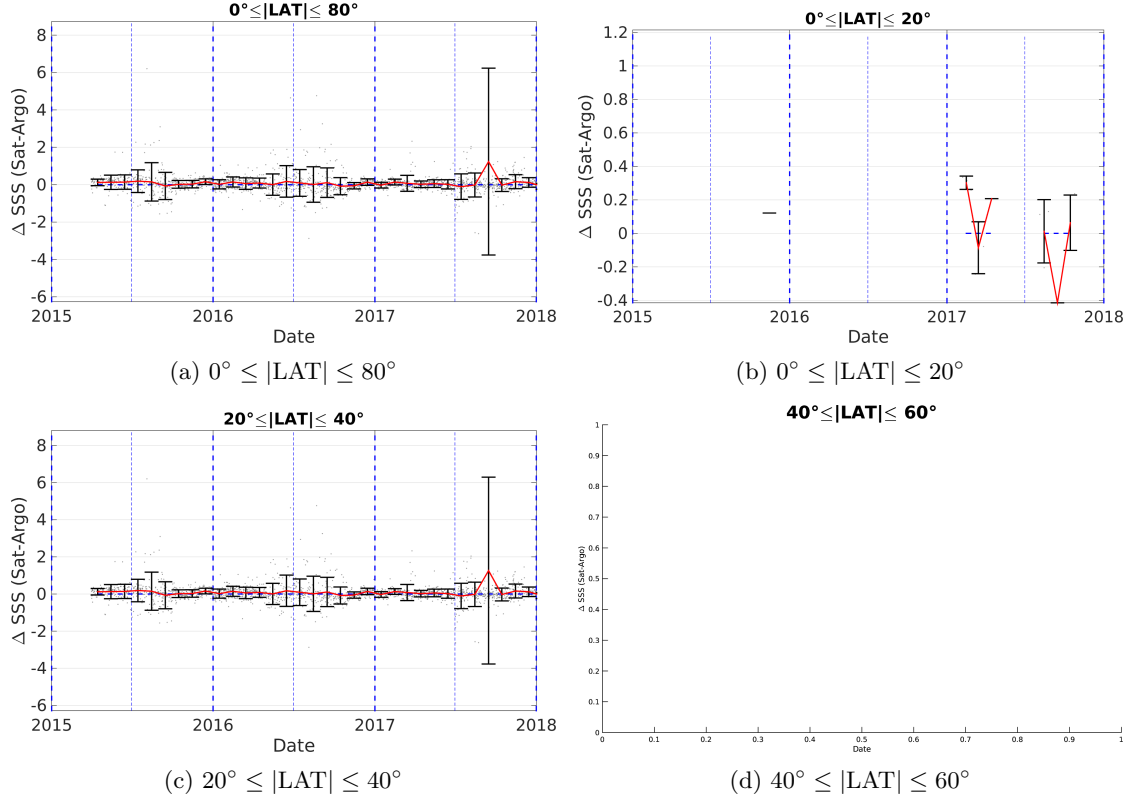 0°≤|LAT|≤ 80°
8
6
4
2
0
-2
-4
-6
Δ SSS (Sat-Argo)
2015 2016 2017 2018
Date
(a) 0° ≤ |LAT| ≤ 80°
0°≤|LAT|≤ 20°
1.2
1
0.8
0.6
0.4
0.2
0
-0.2
-0.4
Δ SSS (Sat-Argo)
2015 2016 2017 2018
Date
(b) 0° ≤ |LAT| ≤ 20°
20°≤|LAT|≤ 40°
8
6
4
2
0
-2
-4
-6
Δ SSS (Sat-Argo)
2015 2016 2017 2018
Date
(c) 20° ≤ |LAT| ≤ 40°
40°≤|LAT|≤ 60°
1
0.9
0.8
0.7
0.6
0.5
0.4
0.3
0.2
0.1
0
Δ SSS (Sat-Argo)
0 0.1 0.2 0.3 0.4 0.5 0.6 0.7 0.8 0.9 1
Date
(d) 40° ≤ |LAT| ≤ 60°